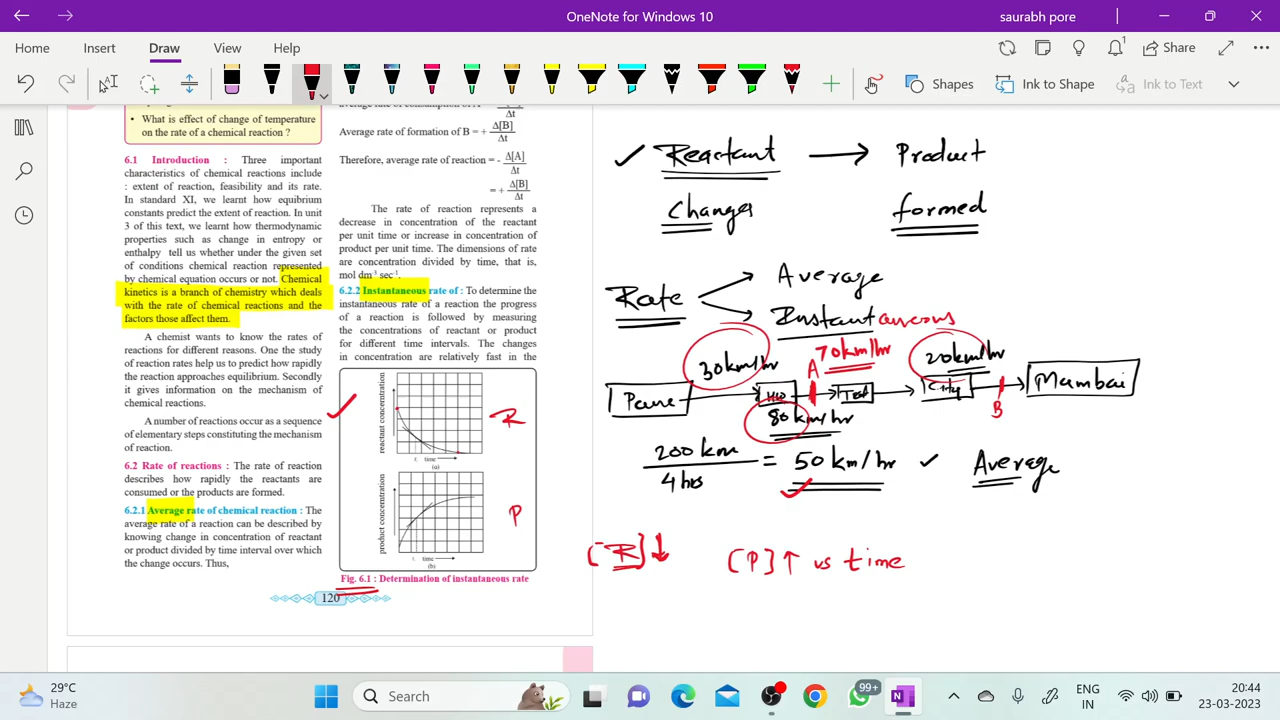 OneNote for Windows 10
saurabh pore
Home Insert Draw View Help
Share
Shapes
Ink to Shape
Ink to Text
• What is effect of change of temperature
on the rate of a chemical reaction ?
6.1 Introduction : Three important
characteristics of chemical reactions include
: extent of reaction, feasibility and its rate.
In standard XI, we learnt how equibrium
constants predict the extent of reaction. In unit
3 of this text, we learnt how thermodynamic
properties such as change in entropy or
enthalpy tell us whether under the given set
of conditions chemical reaction represented
by chemical equation occurs or not. Chemical
kinetics is a branch of chemistry which deals
with the rate of chemical reactions and the
factors those affect them.
A chemist wants to know the rates of
reactions for different reasons. One the study
of reaction rates help us to predict how rapidly
the reaction approaches equilibrium. Secondly
it gives information on the mechanism of
chemical reactions.
A number of reactions occur as a sequence
of elementary steps constituting the mechanism
of reaction.
6.2 Rate of reactions : The rate of reaction
describes how rapidly the reactants are
consumed or the products are formed.
6.2.1 Average rate of chemical reaction : The
average rate of a reaction can be described by
knowing change in concentration of reactant
or product divided by time interval over which
the change occurs. Thus,
average rate of consumption of A = - Δ[A]/Δt
Average rate of formation of B = + Δ[B]/Δt
Therefore, average rate of reaction = - Δ[A]/Δt
= + Δ[B]/Δt
The rate of reaction represents a
decrease in concentration of the reactant
per unit time or increase in concentration of
product per unit time. The dimensions of rate
are concentration divided by time, that is,
mol dm⁻³ sec⁻¹.
6.2.2 Instantaneous rate of : To determine the
instantaneous rate of a reaction the progress
of a reaction is followed by measuring
the concentrations of reactant or product
for different time intervals. The changes
in concentration are relatively fast in the
reactant concentration
t₁ time
(a)
product concentration
t₁ time
(b)
R
P
Fig. 6.1 : Determination of instantaneous rate
120
✓ Reactant → Product
Changes formed
Rate
Average
Instantaneous
30km/hr A 70km/hr 20km/hr
Pune City Mumbai
80 km/hr B
200 km / 4 hrs = 50 km/hr ✓ Average
[R]↓ [P]↑ vs time
29°C
Haze
Search
99+
ENG
IN
20:44
23-03-2023